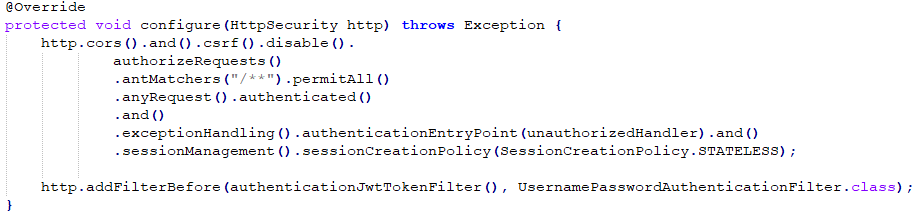 @Override
protected void configure(HttpSecurity http) throws Exception {
http.cors().and().csrf().disable().
authorizeRequests()
.antMatchers("/**").permitAll()
.anyRequest().authenticated()
.and()
.exceptionHandling().authenticationEntryPoint(unauthorizedHandler).and()
.sessionManagement().sessionCreationPolicy(SessionCreationPolicy.STATELESS);
http.addFilterBefore(authenticationJwtTokenFilter(), UsernamePasswordAuthenticationFilter.class);
}